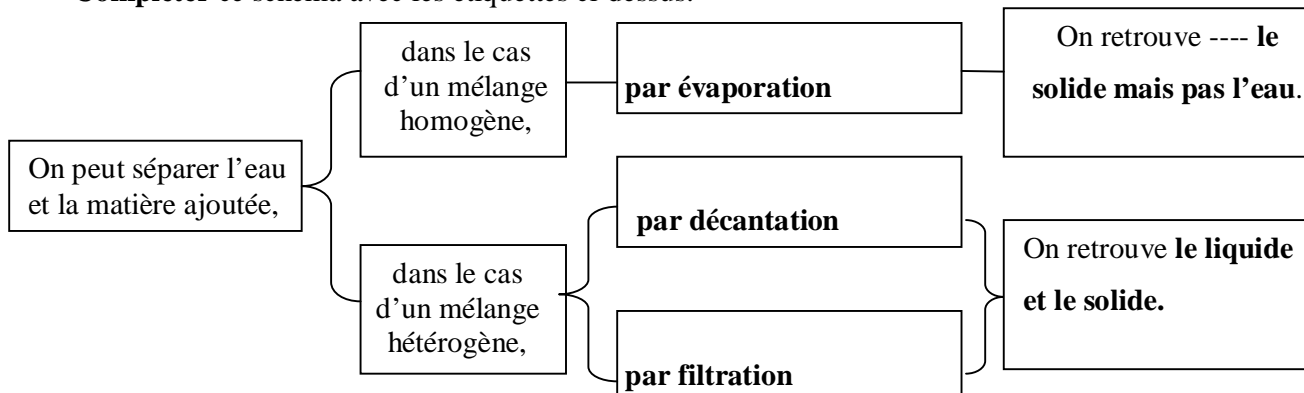 Compléter ce schéma avec les étiquettes ci-dessus.
dans le cas
d’un mélange
homogène,
par évaporation
On retrouve ---- le
solide mais pas l’eau.
On peut séparer l’eau
et la matière ajoutée,
par décantation
dans le cas
d’un mélange
hétérogène,
On retrouve le liquide
et le solide.
par filtration